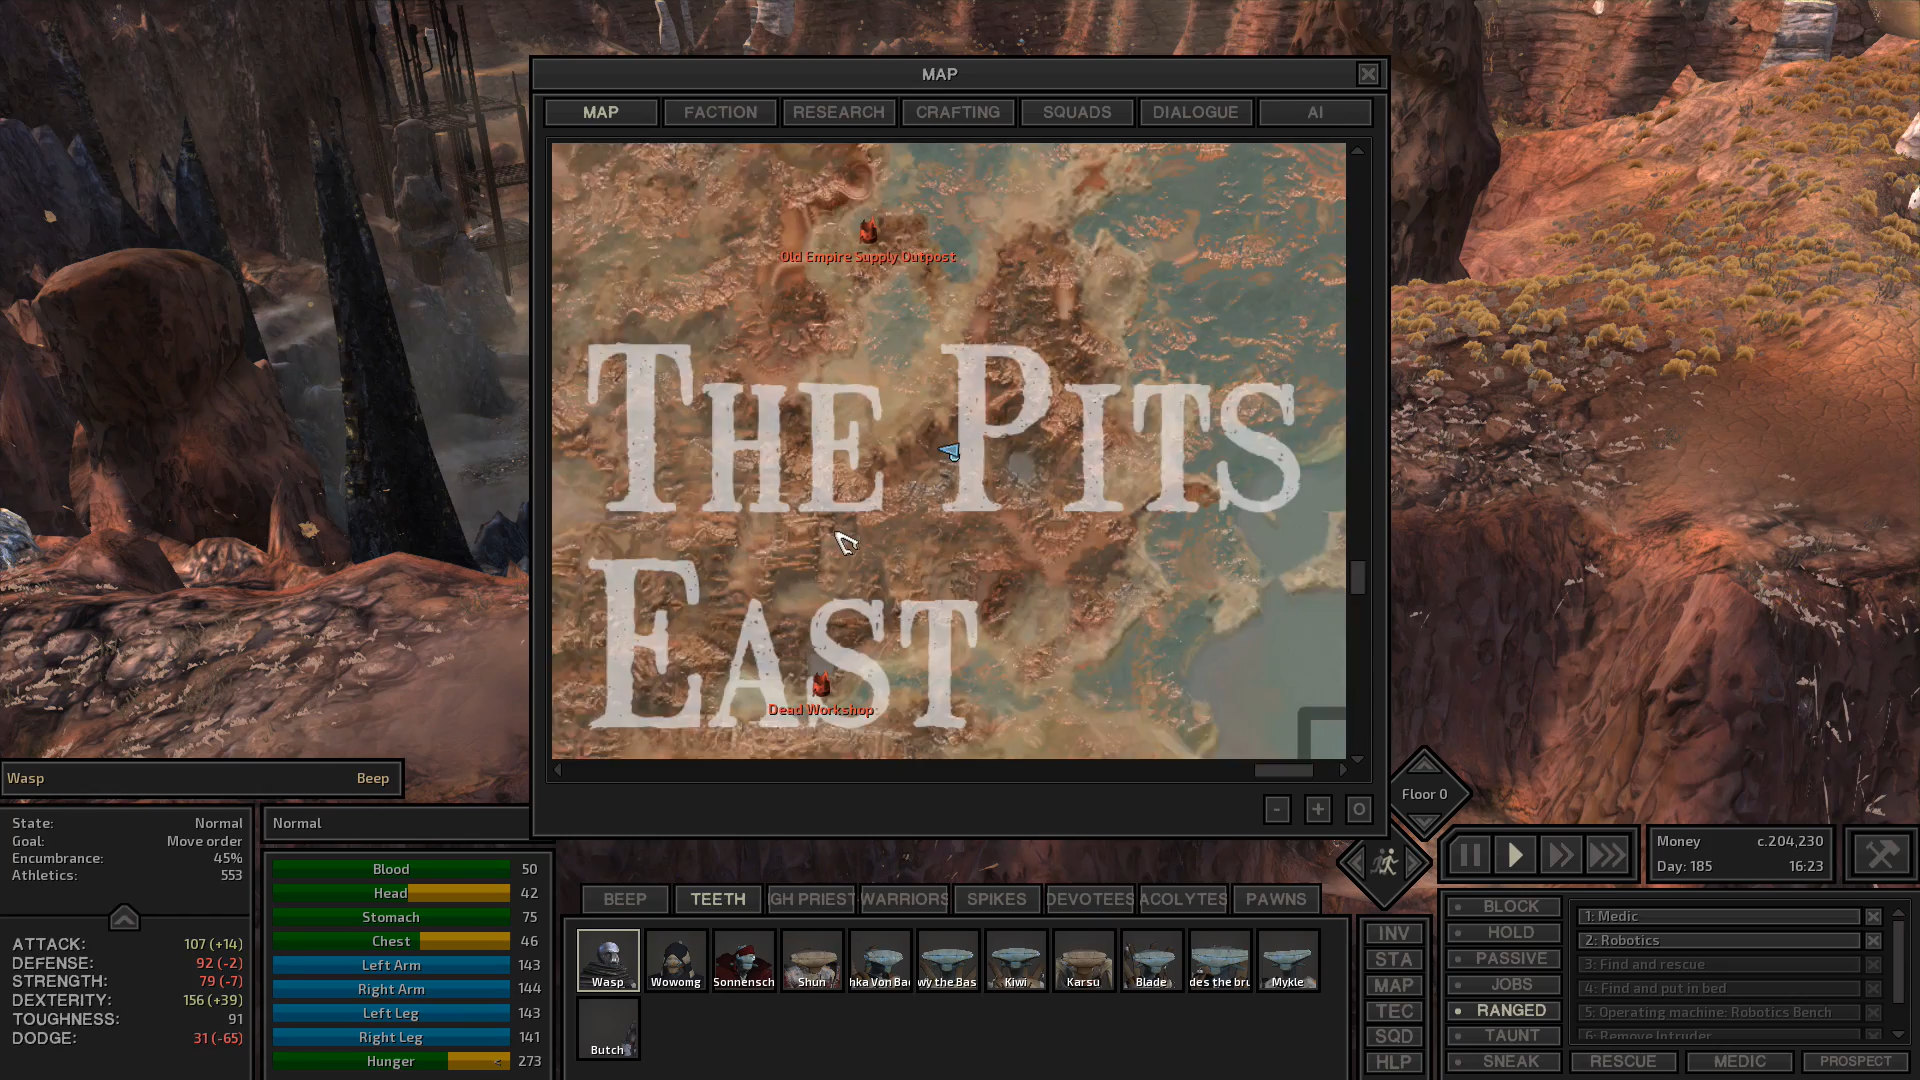 MAP
MAP FACTION RESEARCH CRAFTING SQUADS DIALOGUE AI
Old Empire Supply Outpost
THE PITS
EAST
Dead Workshop
- + O
Floor 0
Wasp Beep
State: Normal
Goal: Move order
Encumbrance: 45%
Athletics: 553
ATTACK: 107 (+14)
DEFENSE: 92 (-2)
STRENGTH: 79 (-7)
DEXTERITY: 156 (+39)
TOUGHNESS: 91
DODGE: 31 (-65)
Normal
Blood 50
Head 42
Stomach 75
Chest 46
Left Arm 143
Right Arm 144
Left Leg 143
Right Leg 141
Hunger < 273
BEEP TEETH GH PRIEST WARRIORS SPIKES DEVOTEES ACOLYTES PAWNS
Wasp Wowomg Sonnensch Shun hka Von Bac wy the Bas Kiwi Karsu Blade des the bru Mykle
Butch
INV
STA
MAP
TEC
SQD
HLP
Money c.204,230
Day: 185 16:23
BLOCK
HOLD
PASSIVE
JOBS
RANGED
TAUNT
SNEAK
1: Medic
2: Robotics
3: Find and rescue
4: Find and put in bed
5: Operating machine: Robotics Bench
6: Remove Intruder
RESCUE MEDIC PROSPECT